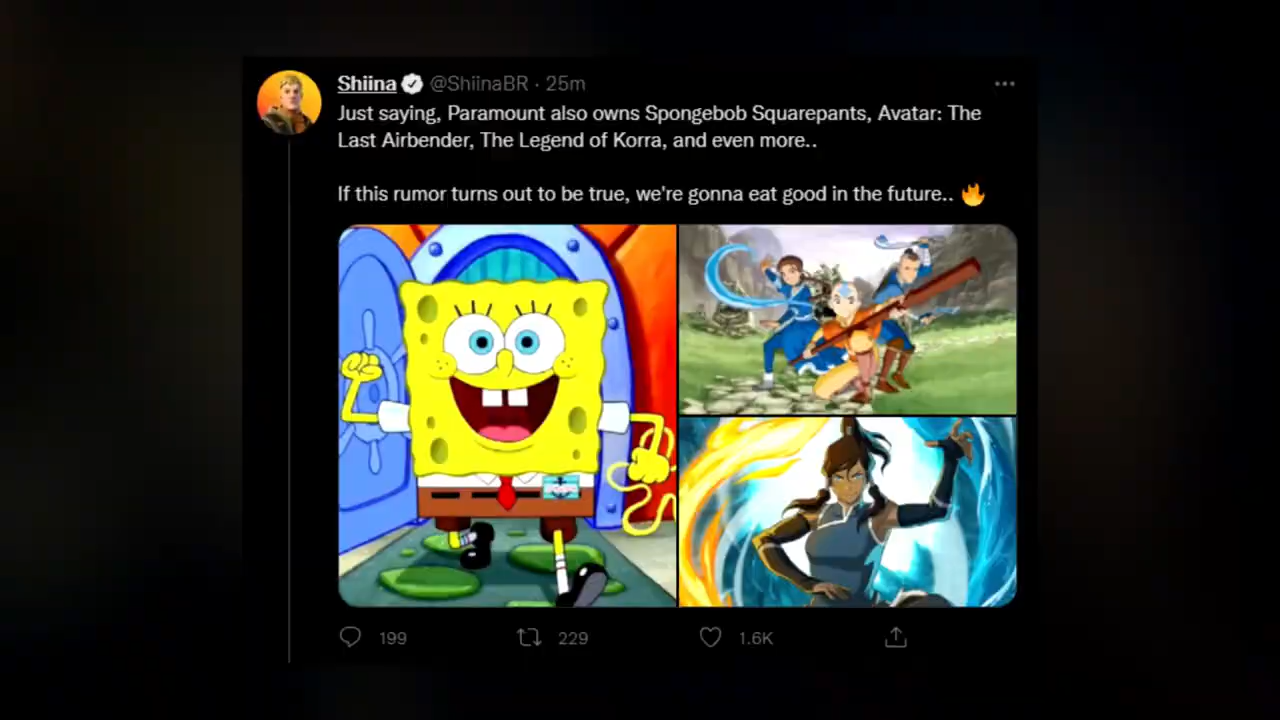 Shiina @ShiinaBR · 25m
Just saying, Paramount also owns Spongebob Squarepants, Avatar: The
Last Airbender, The Legend of Korra, and even more..
If this rumor turns out to be true, we're gonna eat good in the future.. 🔥
199 229 1.6K